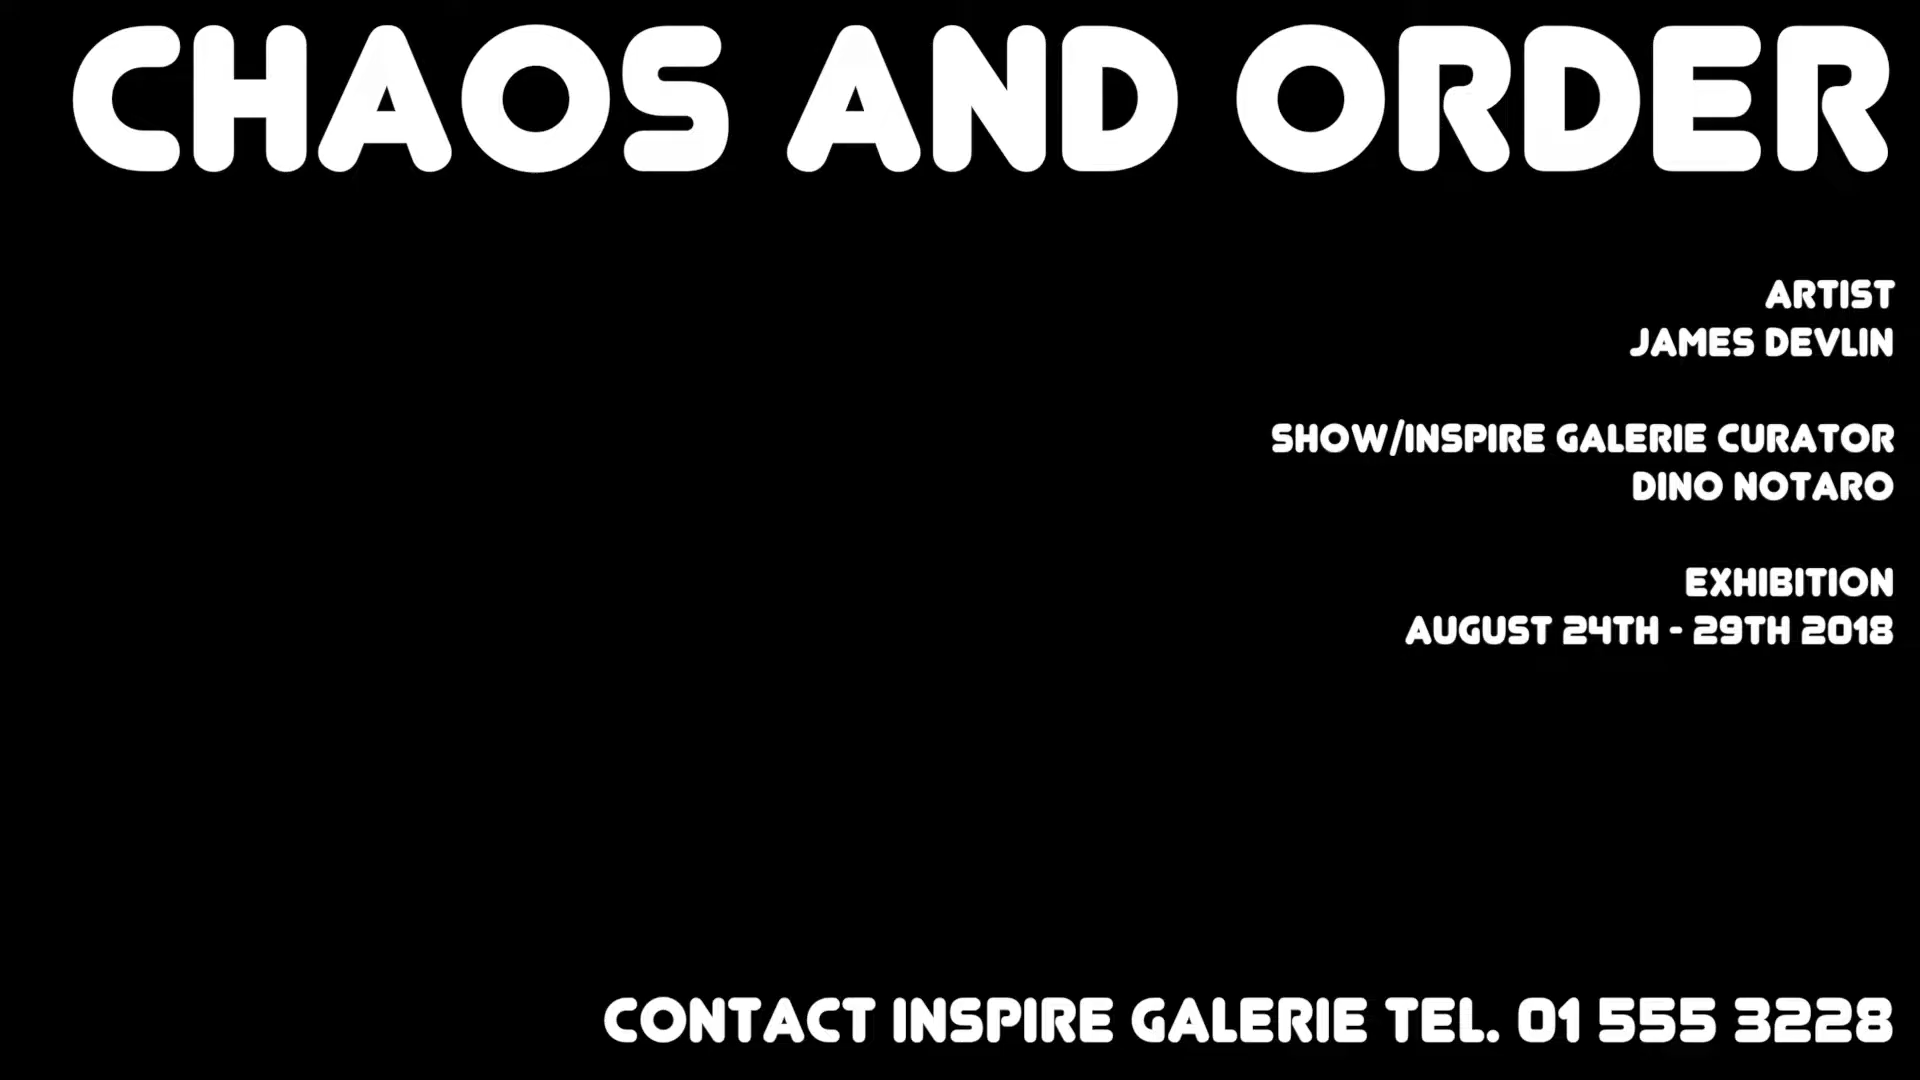 CHAOS AND ORDER
ARTIST
JAMES DEVLIN
SHOW/INSPIRE GALERIE CURATOR
DINO NOTARO
EXHIBITION
AUGUST 24TH - 29TH 2018
CONTACT INSPIRE GALERIE TEL. 01 555 3228